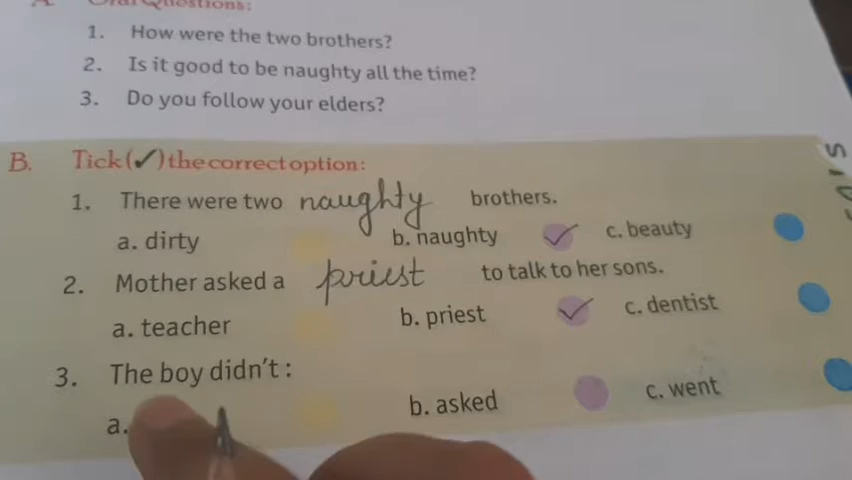 A. Oral Questions:
1. How were the two brothers?
2. Is it good to be naughty all the time?
3. Do you follow your elders?
B. Tick(✓) the correct option:
1. There were two naughty brothers.
a. dirty b. naughty ✓ c. beauty
2. Mother asked a priest to talk to her sons.
a. teacher b. priest ✓ c. dentist
3. The boy didn't :
a. b. asked c. went